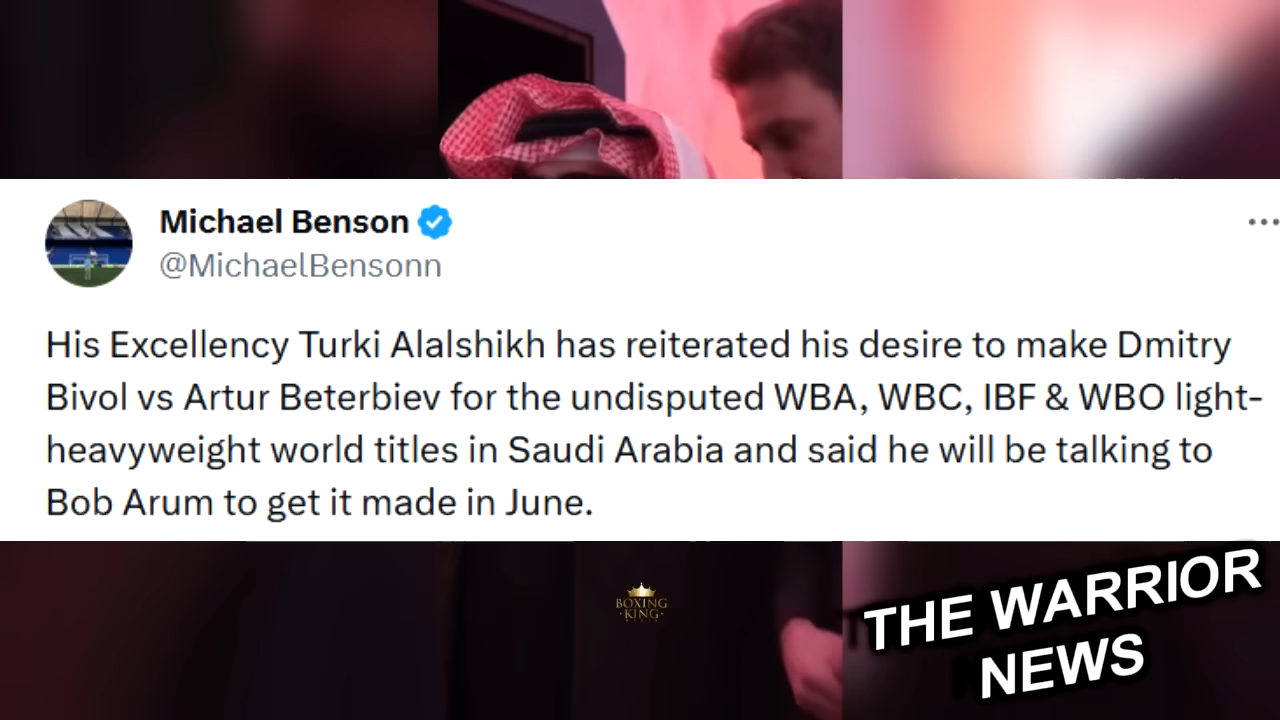 Michael Benson
@MichaelBensonn
His Excellency Turki Alalshikh has reiterated his desire to make Dmitry
Bivol vs Artur Beterbiev for the undisputed WBA, WBC, IBF & WBO light-
heavyweight world titles in Saudi Arabia and said he will be talking to
Bob Arum to get it made in June.
BOXING
KING
THE WARRIOR
NEWS